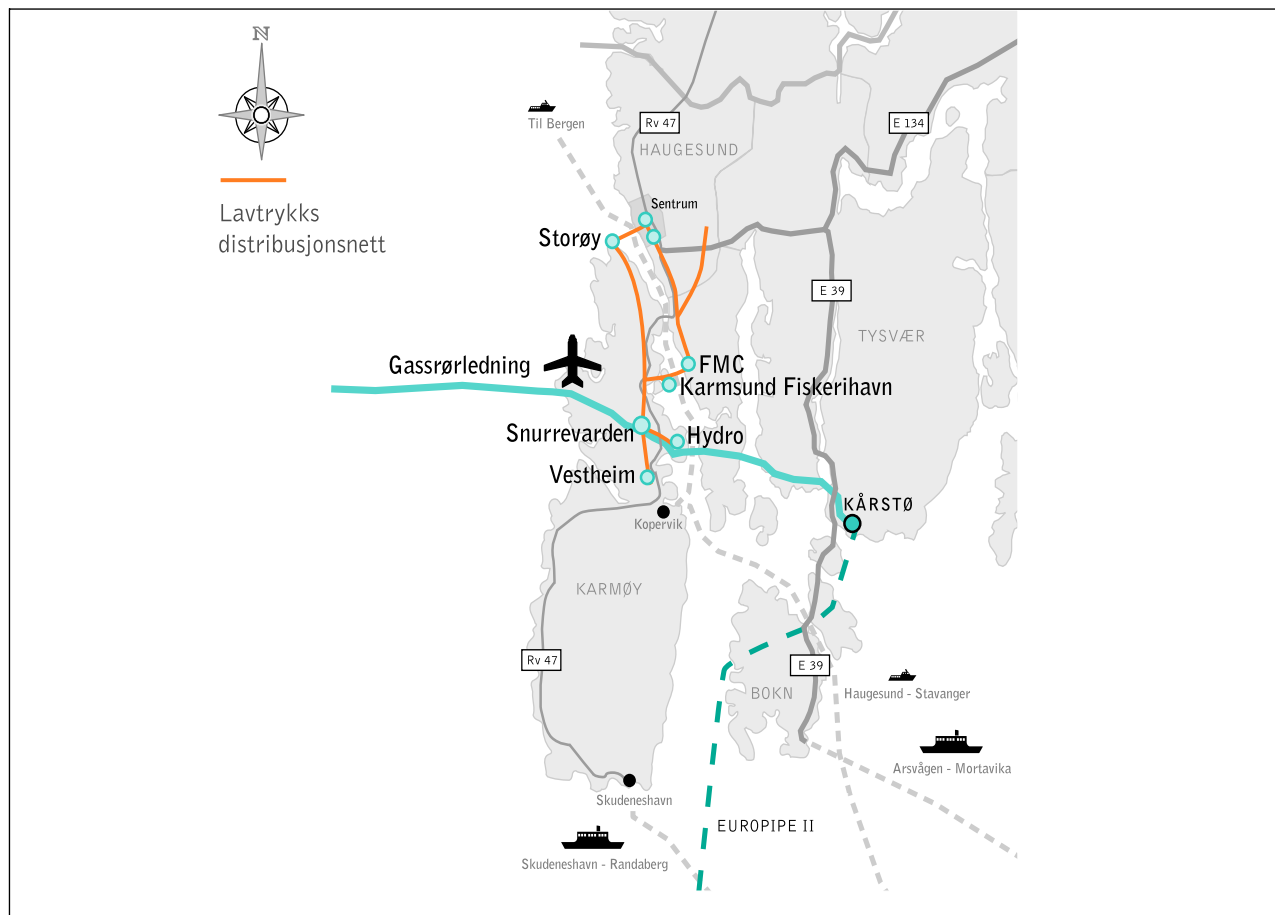 N
Lavtrykks
distribusjonsnett
Til Bergen
Rv 47
E 134
HAUGESUND
Sentrum
Storøy
E 39
TYSVÆR
Gassrørledning
FMC
Karmsund Fiskerihavn
Snurrevarden
Hydro
Vestheim
KÅRSTØ
Kopervik
KARMØY
Rv 47
E 39
BOKN
Haugesund - Stavanger
Arsvågen - Mortavika
Skudeneshavn
EUROPIPE II
Skudeneshavn - Randaberg